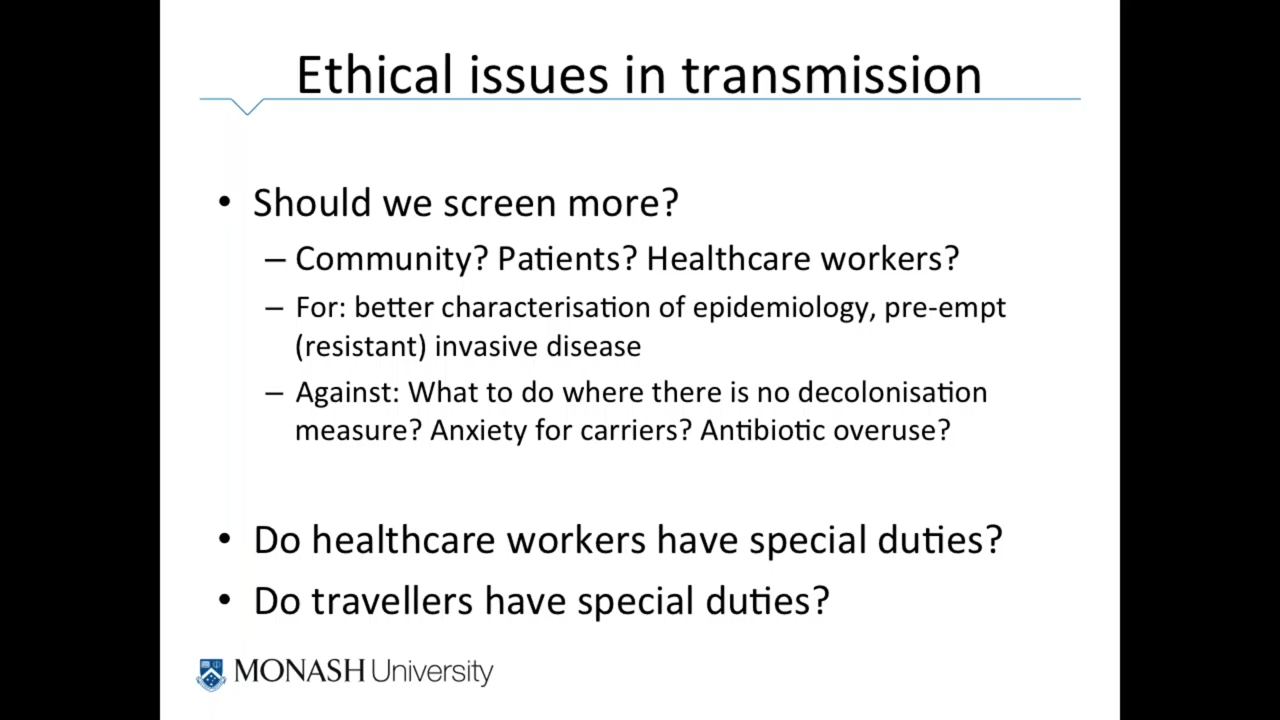 Ethical issues in transmission
• Should we screen more?
– Community? Patients? Healthcare workers?
– For: better characterisation of epidemiology, pre-empt
(resistant) invasive disease
– Against: What to do where there is no decolonisation
measure? Anxiety for carriers? Antibiotic overuse?
• Do healthcare workers have special duties?
• Do travellers have special duties?
MONASH University